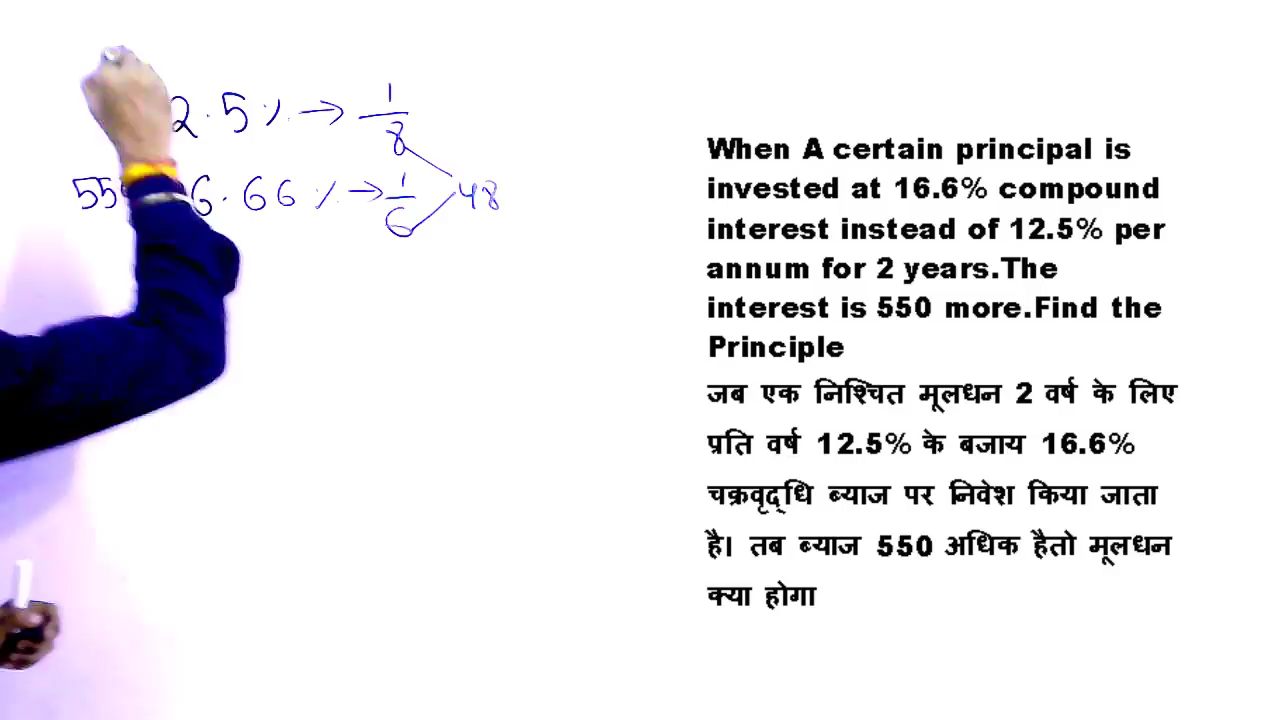 2.5% → 1/8
55 6.66% → 1/6 48
When A certain principal is
invested at 16.6% compound
interest instead of 12.5% per
annum for 2 years.The
interest is 550 more.Find the
Principle
जब एक निश्चित मूलधन 2 वर्ष के लिए
प्रति वर्ष 12.5% के बजाय 16.6%
चक्रवृद्धि ब्याज पर निवेश किया जाता
है। तब ब्याज 550 अधिक हैतो मूलधन
क्या होगा